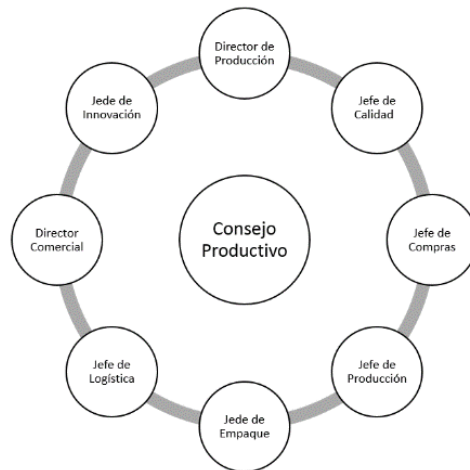 Director de
Producción
Jede de
Innovación
Jefe de
Calidad
Director
Comercial
Consejo
Productivo
Jefe de
Compras
Jefe de
Logística
Jefe de
Producción
Jede de
Empaque